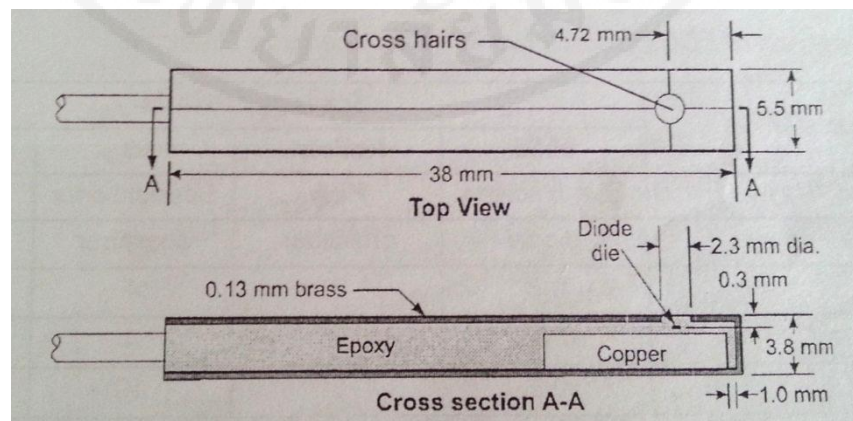 Cross hairs
4.72 mm
5.5 mm
A
38 mm
A
Top View
Diode
die
2.3 mm dia.
0.3 mm
0.13 mm brass
Epoxy
Copper
3.8 mm
1.0 mm
Cross section A-A